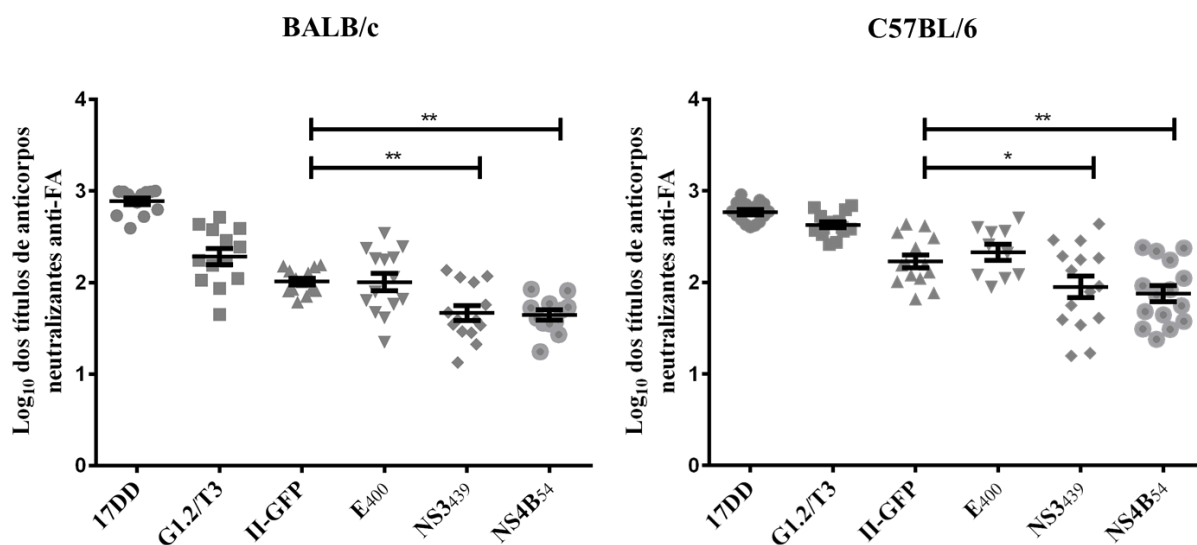 BALB/c
Log₁₀ dos títulos de anticorpos
neutralizantes anti-FA
4
3
2
1
0
**
**
17DD
G1.2/T3
II-GFP
E₄₀₀
NS3₄₃₉
NS4B₅₄
C57BL/6
Log₁₀ dos títulos de anticorpos
neutralizantes anti-FA
4
3
2
1
0
**
*
17DD
G1.2/T3
II-GFP
E₄₀₀
NS3₄₃₉
NS4B₅₄